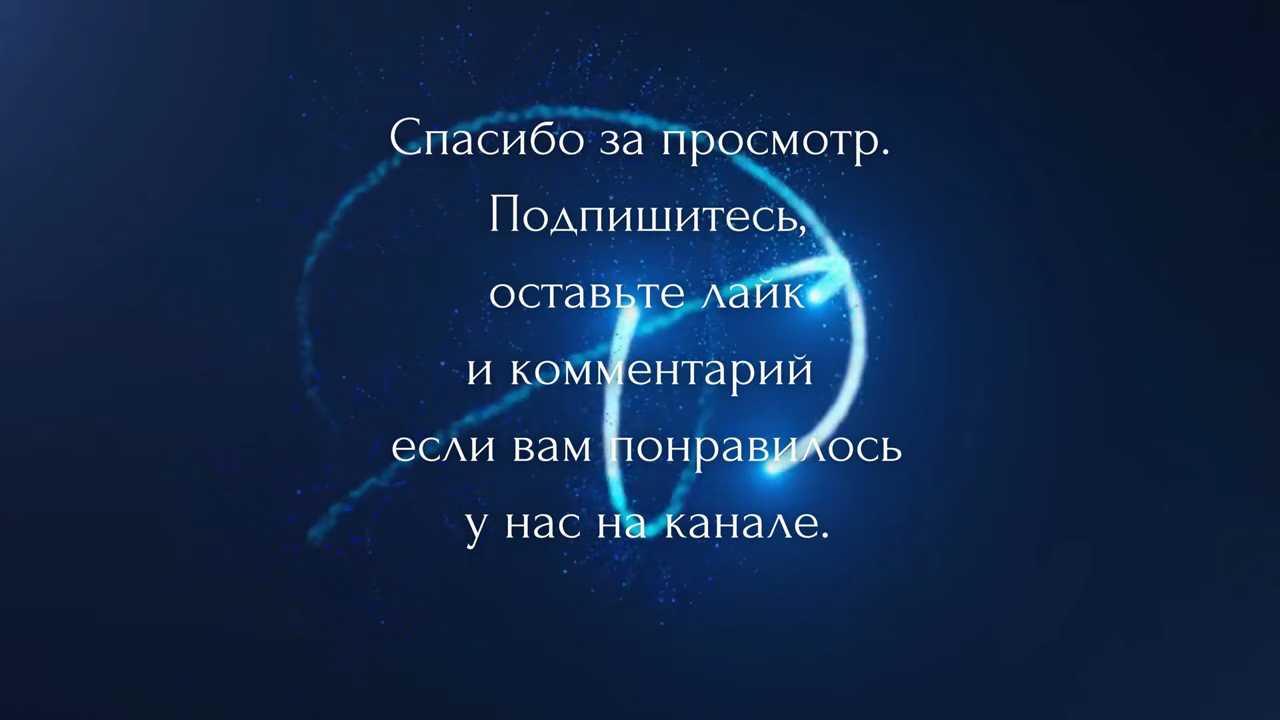 Спасибо за просмотр.
Подпишитесь,
оставьте лайк
и комментарий
если вам понравилось
у нас на канале.